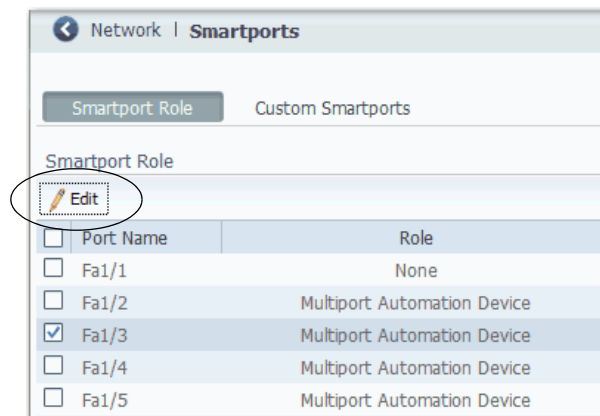 Network | Smartports
Smartport Role Custom Smartports
Smartport Role
Edit
Port Name Role
Fa1/1 None
Fa1/2 Multiport Automation Device
Fa1/3 Multiport Automation Device
Fa1/4 Multiport Automation Device
Fa1/5 Multiport Automation Device